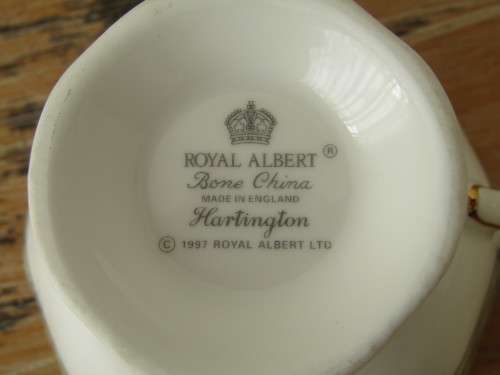 ROYAL ALBERT ®
Bone China
MADE IN ENGLAND
Hartington
© 1997 ROYAL ALBERT LTD